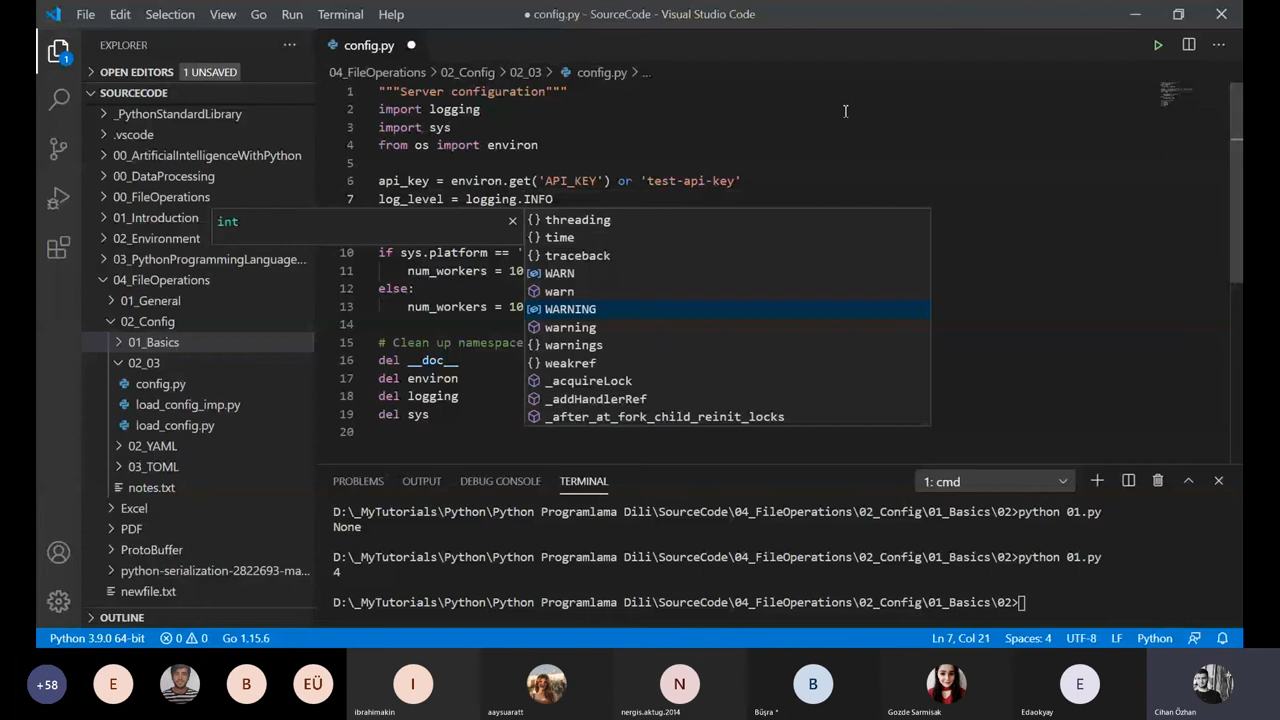 File Edit Selection View Go Run Terminal Help
● config.py - SourceCode - Visual Studio Code
EXPLORER
OPEN EDITORS 1 UNSAVED
SOURCECODE
_PythonStandardLibrary
.vscode
00_ArtificialIntelligenceWithPython
00_DataProcessing
00_FileOperations
01_Introduction
02_Environment
03_PythonProgrammingLanguage...
04_FileOperations
01_General
02_Config
01_Basics
02_03
config.py
load_config_imp.py
load_config.py
02_YAML
03_TOML
notes.txt
Excel
PDF
ProtoBuffer
python-serialization-2822693-ma...
newfile.txt
OUTLINE
1
config.py
04_FileOperations > 02_Config > 02_03 > config.py > ...
1 """Server configuration"""
2 import logging
3 import sys
4 from os import environ
5
6 api_key = environ.get('API_KEY') or 'test-api-key'
7 log_level = logging.INFO
int
10 if sys.platform == '
11 num_workers = 10
12 else:
13 num_workers = 10
14
15 # Clean up namespace
16 del __doc__
17 del environ
18 del logging
19 del sys
20
threading
time
traceback
WARN
warn
WARNING
warning
warnings
weakref
_acquireLock
_addHandlerRef
_after_at_fork_child_reinit_locks
PROBLEMS OUTPUT DEBUG CONSOLE TERMINAL 1: cmd
D:\_MyTutorials\Python\Python Programlama Dili\SourceCode\04_FileOperations\02_Config\01_Basics\02>python 01.py
None
D:\_MyTutorials\Python\Python Programlama Dili\SourceCode\04_FileOperations\02_Config\01_Basics\02>python 01.py
4
D:\_MyTutorials\Python\Python Programlama Dili\SourceCode\04_FileOperations\02_Config\01_Basics\02>
Python 3.9.0 64-bit 0 0 Go 1.15.6 Ln 7, Col 21 Spaces: 4 UTF-8 LF Python
+58 E B EÜ I N B E
ibrahimakin aaysuaratt nergis.aktug.2014 Büşra * Gozde Sarmisak Edaokyay Cihan Özhan